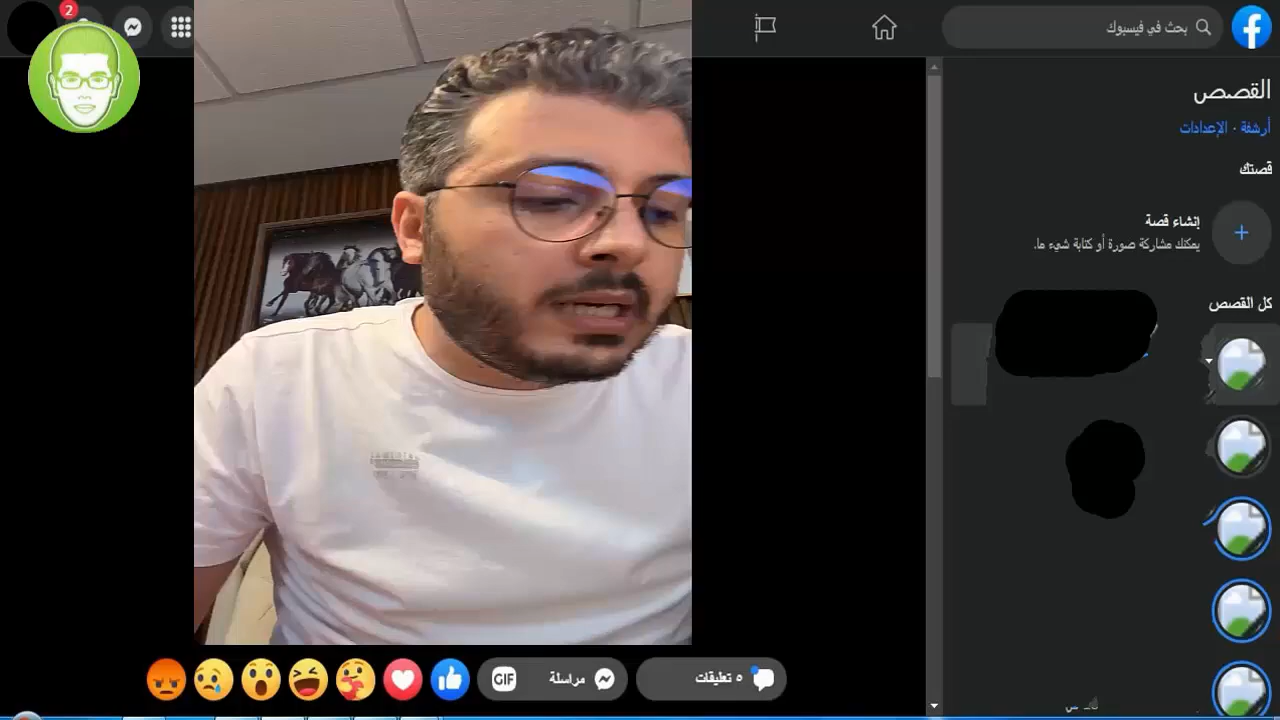 2
بحث في فيسبوك
القصص
أرشفة · الإعدادات
قصتك
إنشاء قصة
يمكنك مشاركة صورة أو كتابة شيء ما.
كل القصص
GIF
مراسلة
٥ تعليقات